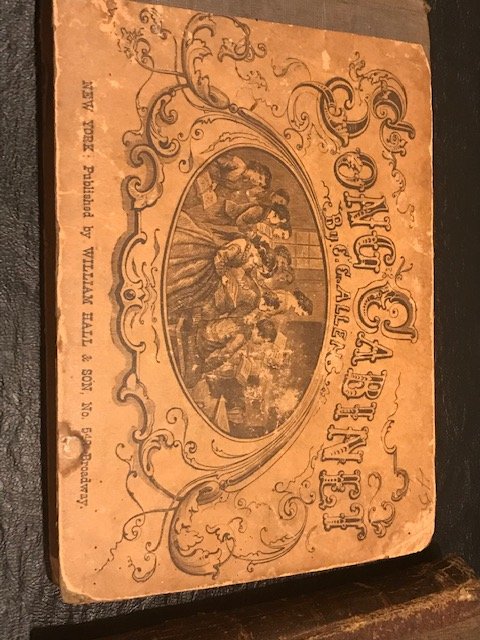 SONG CABINET
By C. C. ALLEN
NEW YORK: Published by WILLIAM HALL & SON, No. Broadway.